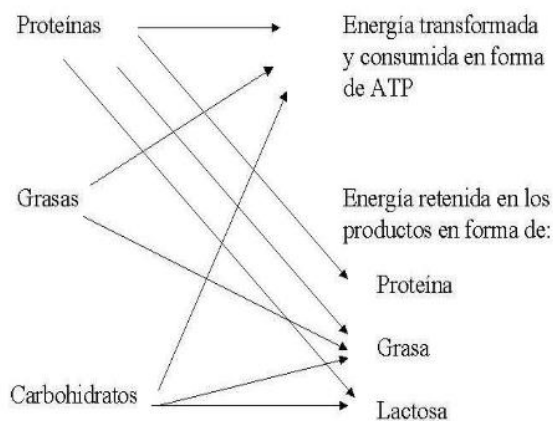 Proteínas
Energía transformada
y consumida en forma
de ATP
Grasas
Energía retenida en los
productos en forma de:
Proteína
Grasa
Carbohidratos
Lactosa